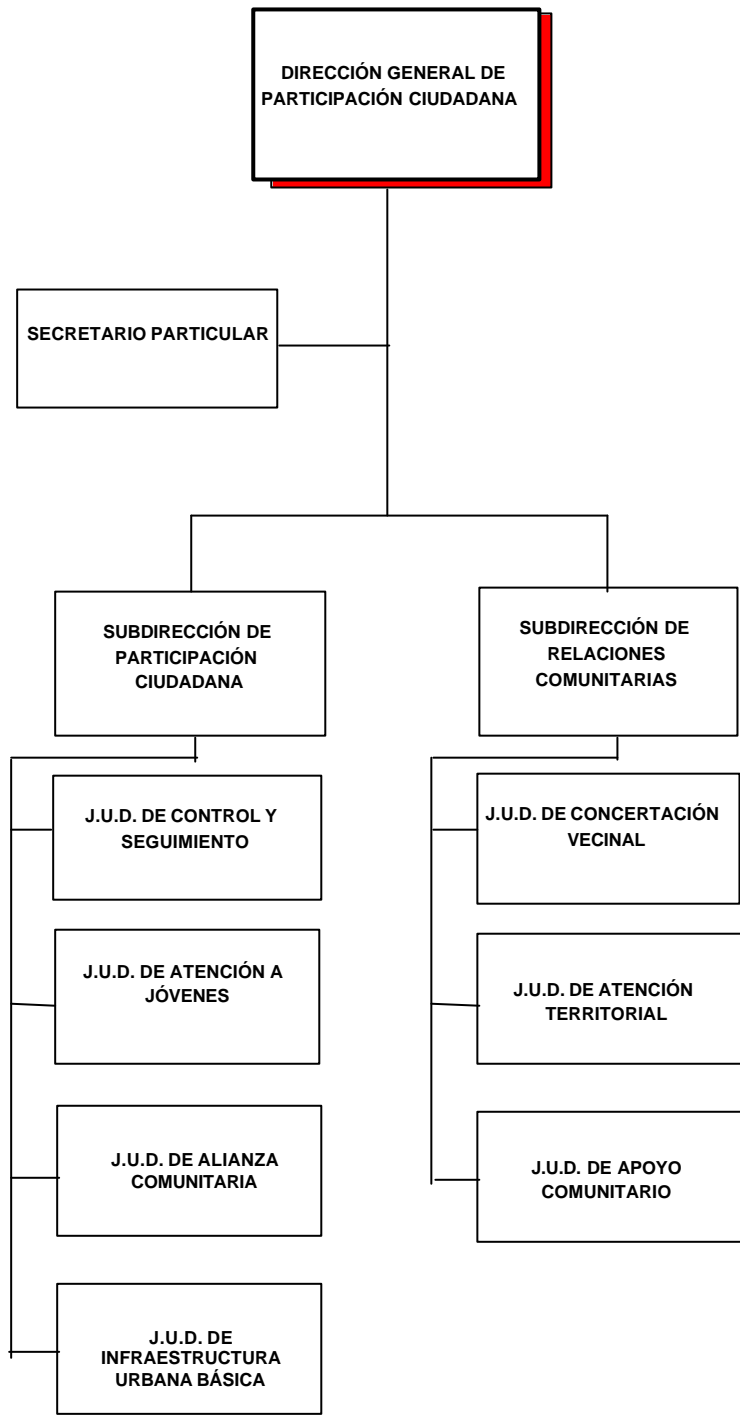 DIRECCIÓN GENERAL DE
PARTICIPACIÓN CIUDADANA
SECRETARIO PARTICULAR
SUBDIRECCIÓN DE
PARTICIPACIÓN
CIUDADANA
SUBDIRECCIÓN DE
RELACIONES
COMUNITARIAS
J.U.D. DE CONTROL Y
SEGUIMIENTO
J.U.D. DE ATENCIÓN A
JÓVENES
J.U.D. DE ALIANZA
COMUNITARIA
J.U.D. DE
INFRAESTRUCTURA
URBANA BÁSICA
J.U.D. DE CONCERTACIÓN
VECINAL
J.U.D. DE ATENCIÓN
TERRITORIAL
J.U.D. DE APOYO
COMUNITARIO